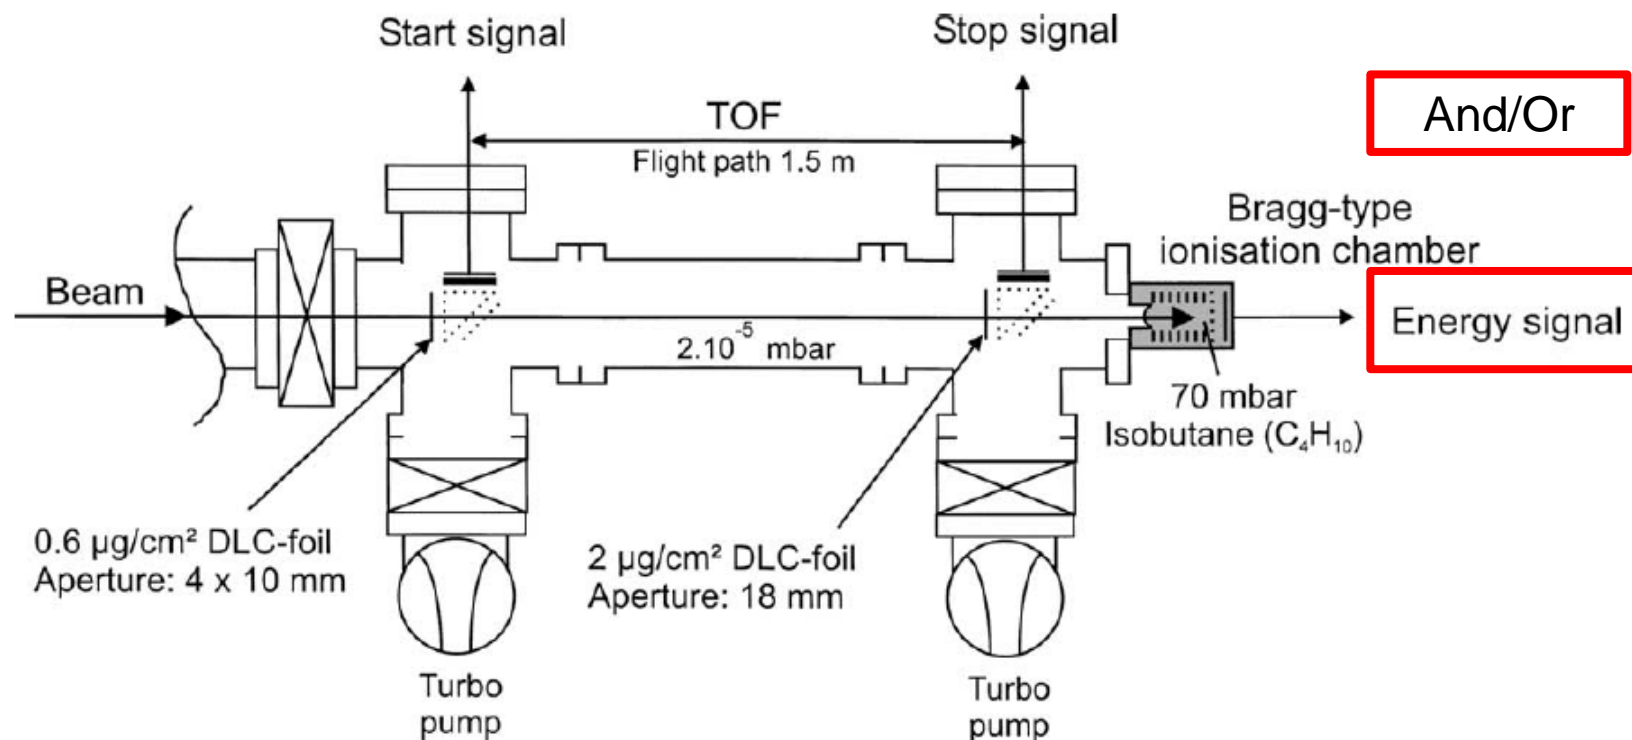 Start signal
Stop signal
And/Or
TOF
Flight path 1.5 m
Bragg-type
ionisation chamber
Beam
Energy signal
2.10⁻⁵ mbar
70 mbar
Isobutane (C₄H₁₀)
0.6 µg/cm² DLC-foil
Aperture: 4 x 10 mm
2 µg/cm² DLC-foil
Aperture: 18 mm
Turbo
pump
Turbo
pump